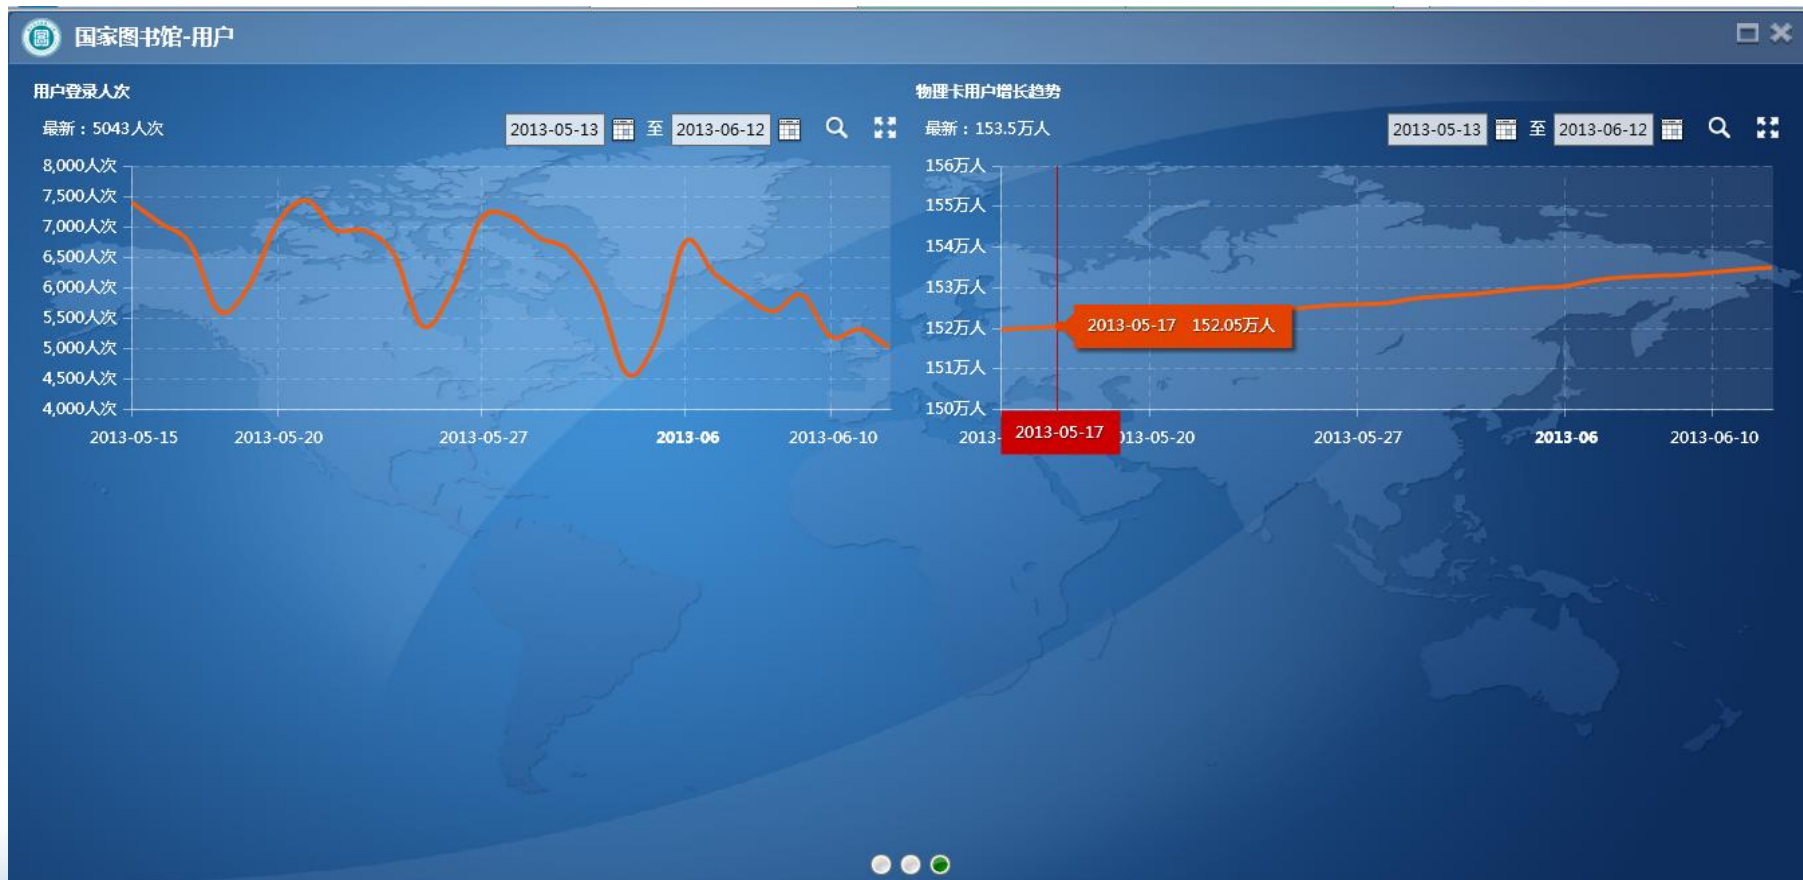 国家图书馆-用户
用户登录人次
最新：5043人次
2013-05-13 至 2013-06-12
8,000人次
7,500人次
7,000人次
6,500人次
6,000人次
5,500人次
5,000人次
4,500人次
4,000人次
2013-05-15 2013-05-20 2013-05-27 2013-06 2013-06-10
物理卡用户增长趋势
最新：153.5万人
2013-05-13 至 2013-06-12
156万人
155万人
154万人
153万人
152万人
151万人
150万人
2013-05-17 152.05万人
2013- 2013-05-17 013-05-20 2013-05-27 2013-06 2013-06-10